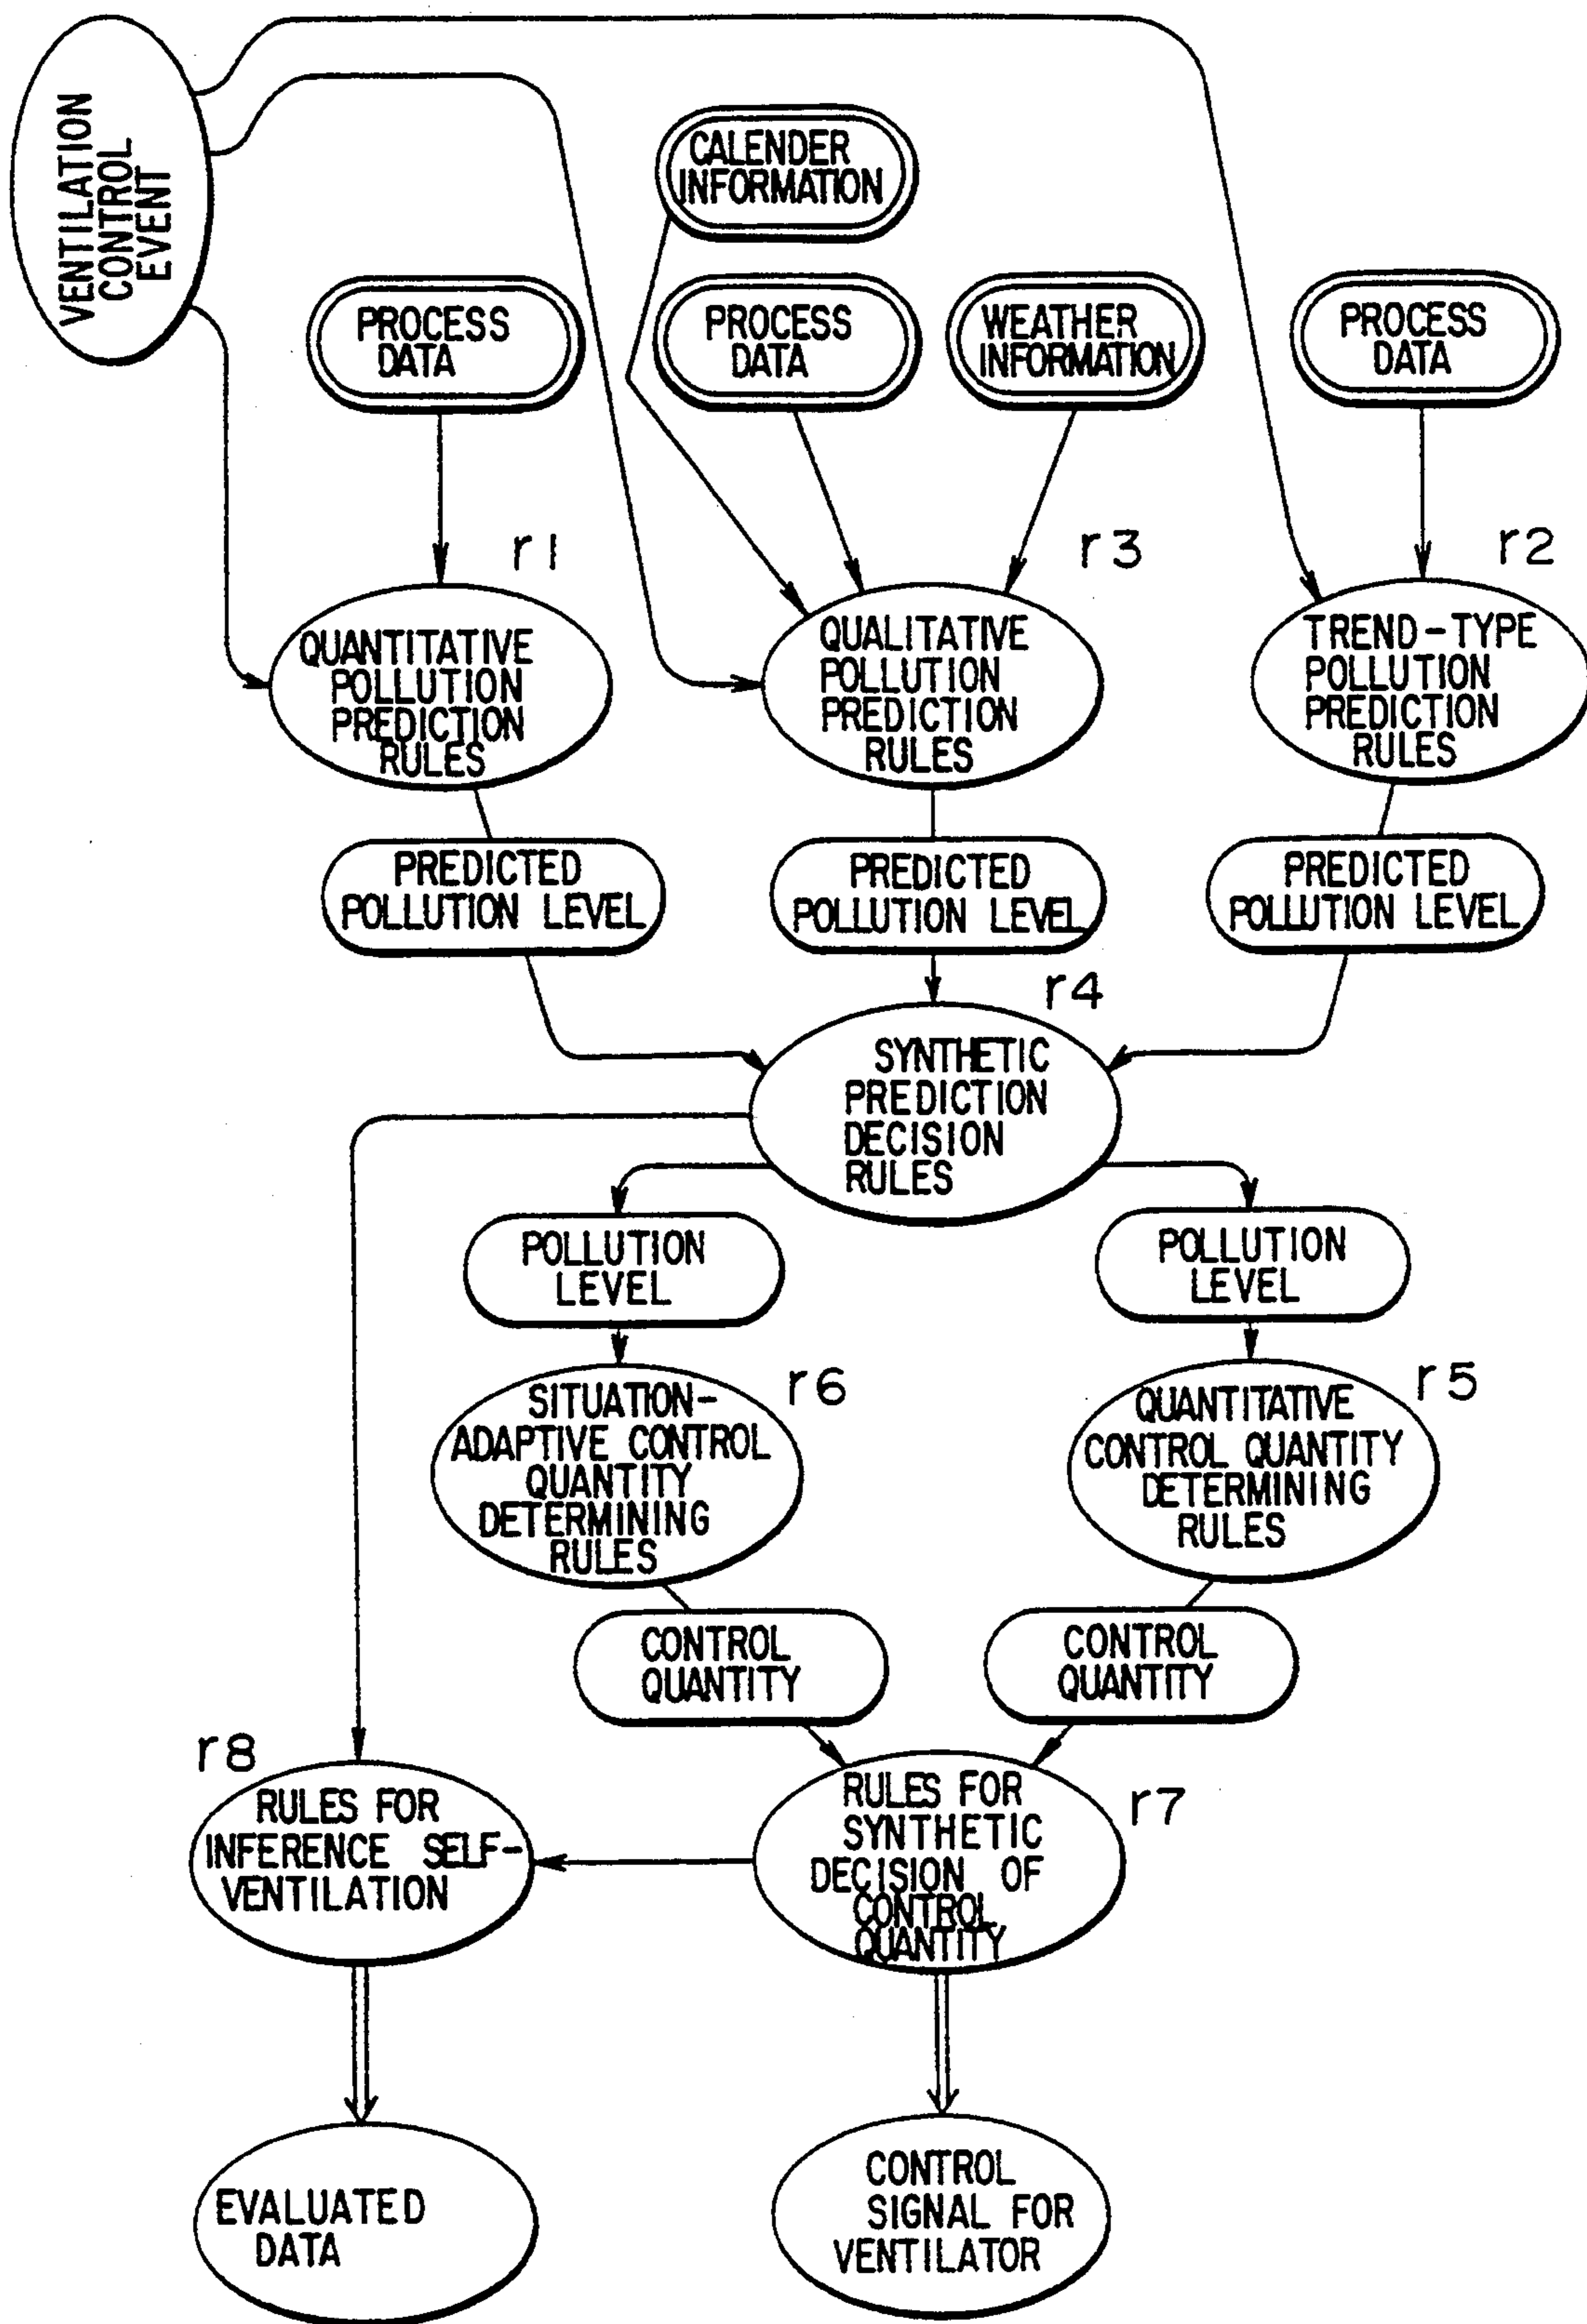 VENTILATION
CONTROL
EVENT
CALENDER
INFORMATION
PROCESS
DATA
PROCESS
DATA
WEATHER
INFORMATION
PROCESS
DATA
r1
r3
r2
QUANTITATIVE
POLLUTION
PREDICTION
RULES
QUALITATIVE
POLLUTION
PREDICTION
RULES
TREND-TYPE
POLLUTION
PREDICTION
RULES
PREDICTED
POLLUTION LEVEL
PREDICTED
POLLUTION LEVEL
PREDICTED
POLLUTION LEVEL
r4
SYNTHETIC
PREDICTION
DECISION
RULES
POLLUTION
LEVEL
POLLUTION
LEVEL
r6
r5
SITUATION-
ADAPTIVE CONTROL
QUANTITY
DETERMINING
RULES
QUANTITATIVE
CONTROL QUANTITY
DETERMINING
RULES
CONTROL
QUANTITY
CONTROL
QUANTITY
r8
RULES FOR
INFERENCE SELF-
VENTILATION
RULES FOR
SYNTHETIC
DECISION OF
CONTROL
QUANTITY
r7
EVALUATED
DATA
CONTROL
SIGNAL FOR
VENTILATOR